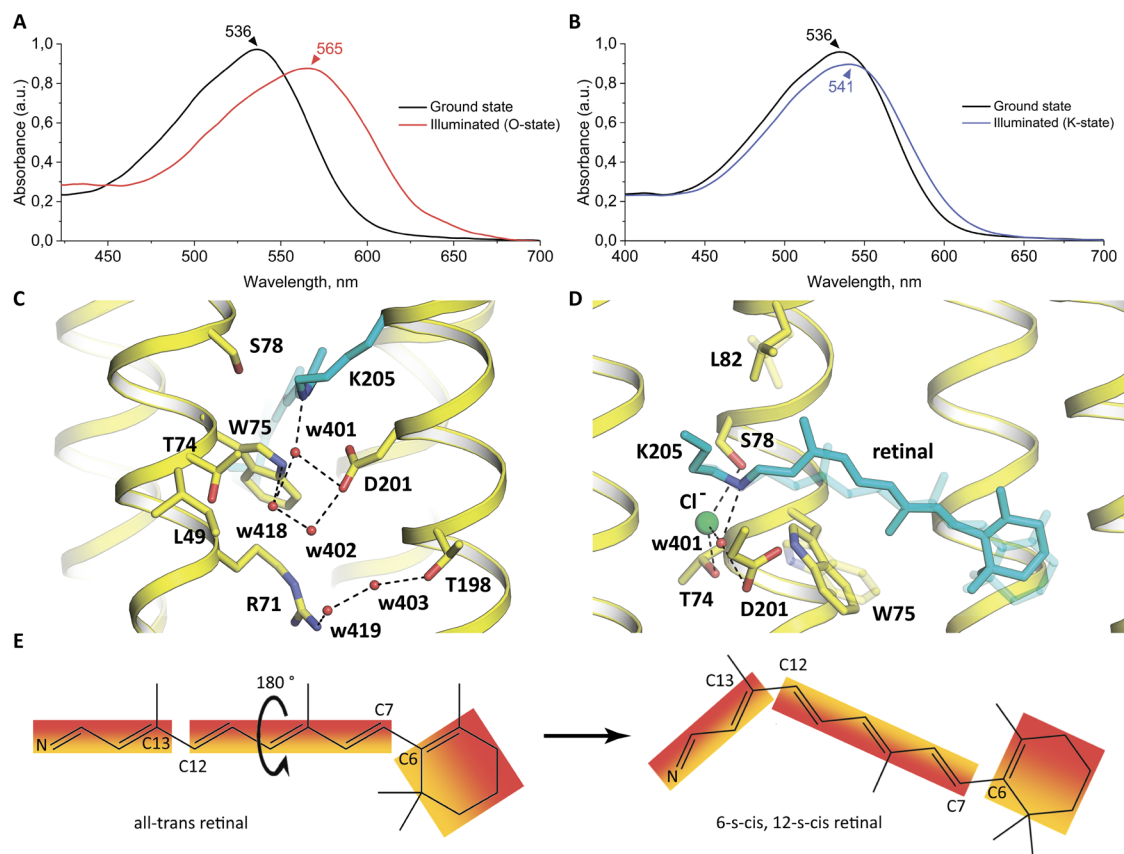 A
B
1,0
0,8
0,6
0,4
0,2
0,0
Absorbance (a.u.)
536
565
Ground state
Illuminated (O-state)
450
500
550
600
650
700
Wavelength, nm
1,0
0,8
0,6
0,4
0,2
0,0
Absorbance (a.u.)
536
541
Ground state
Illuminated (K-state)
400
450
500
550
600
650
700
Wavelength, nm
C
S78
K205
W75
w401
T74
D201
L49
w418
w402
R71
T198
w403
w419
D
L82
S78
K205
retinal
Cl⁻
w401
T74
D201
W75
E
180 °
C7
N
C13
C12
C6
all-trans retinal
C13
C12
N
C7
C6
6-s-cis, 12-s-cis retinal